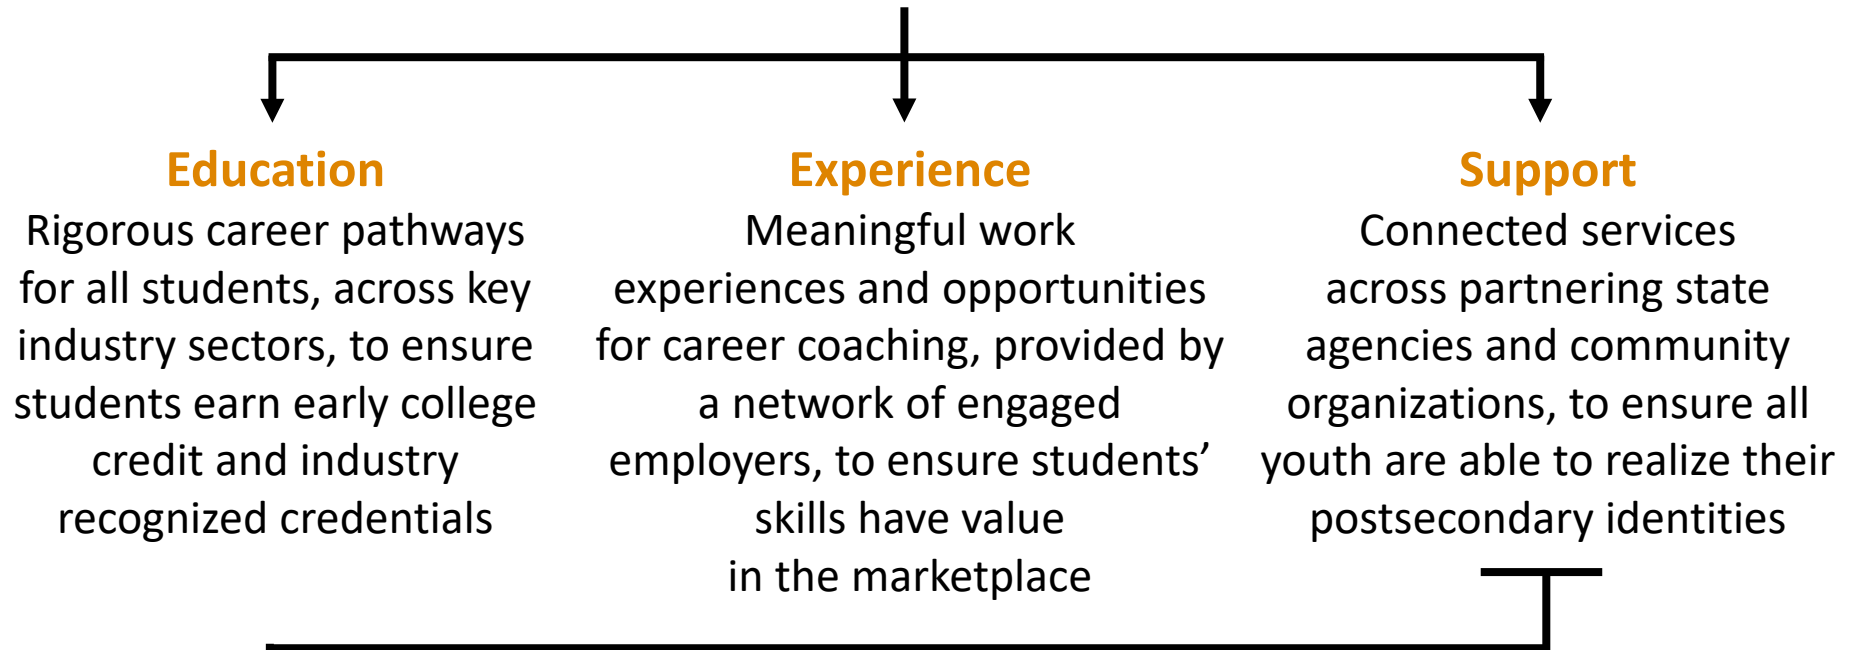 Education
Rigorous career pathways
for all students, across key
industry sectors, to ensure
students earn early college
credit and industry
recognized credentials
Experience
Meaningful work
experiences and opportunities
for career coaching, provided by
a network of engaged
employers, to ensure students’
skills have value
in the marketplace
Support
Connected services
across partnering state
agencies and community
organizations, to ensure all
youth are able to realize their
postsecondary identities